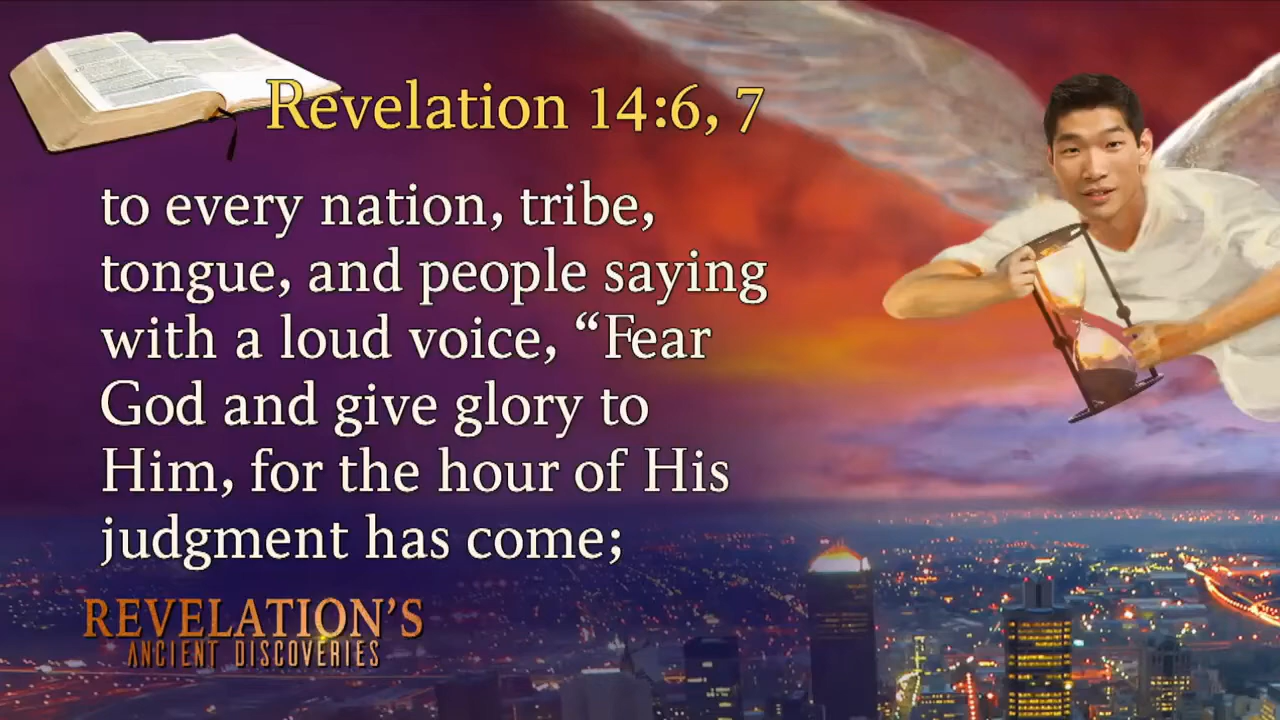 Revelation 14:6, 7
to every nation, tribe,
tongue, and people saying
with a loud voice, “Fear
God and give glory to
Him, for the hour of His
judgment has come;
REVELATION’S
ANCIENT DISCOVERIES